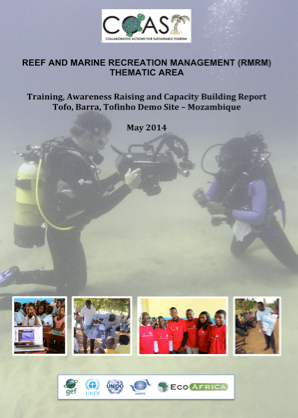 COAST
COLLABORATIVE ACTIONS FOR SUSTAINABLE TOURISM
REEF AND MARINE RECREATION MANAGEMENT (RMRM)
THEMATIC AREA
Training, Awareness Raising and Capacity Building Report
Tofo, Barra, Tofinho Demo Site – Mozambique
May 2014
gef
UNEP
UNIDO
ECOAFRICA